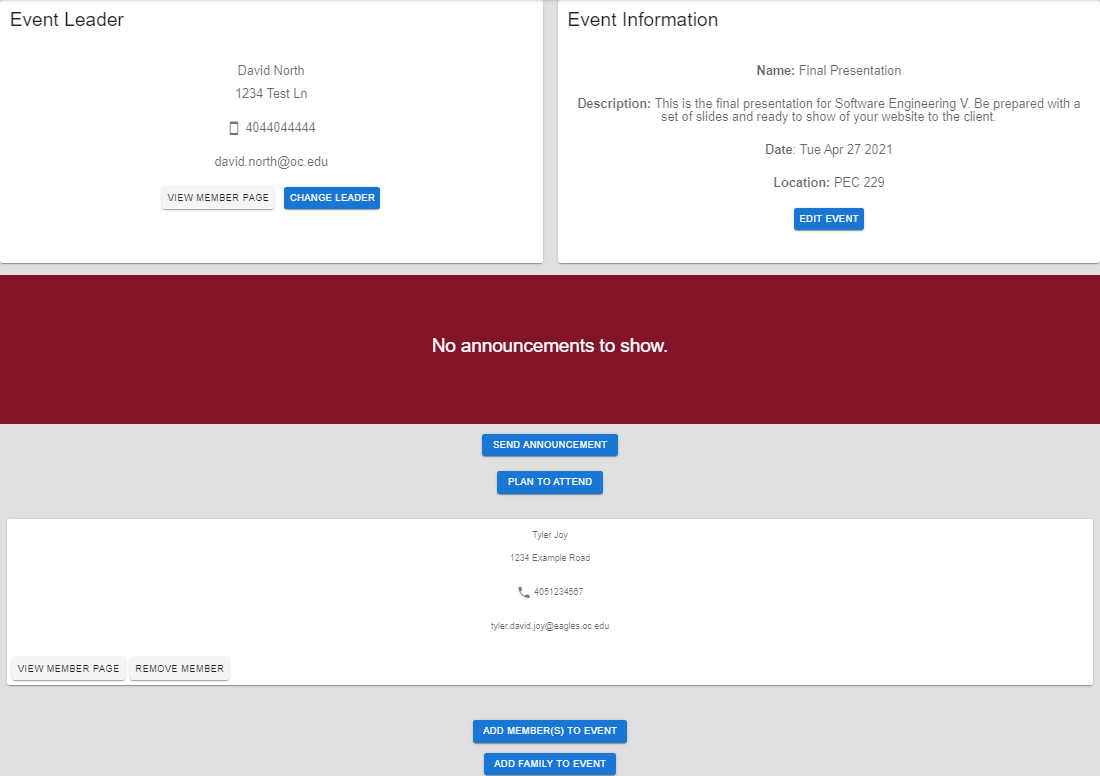 Event Leader
David North
1234 Test Ln
4044044444
david.north@oc.edu
VIEW MEMBER PAGE CHANGE LEADER
Event Information
Name: Final Presentation
Description: This is the final presentation for Software Engineering V. Be prepared with a
set of slides and ready to show of your website to the client.
Date: Tue Apr 27 2021
Location: PEC 229
EDIT EVENT
No announcements to show.
SEND ANNOUNCEMENT
PLAN TO ATTEND
Tyler Joy
1234 Example Road
4051234567
tyler.david.joy@eagles.oc.edu
VIEW MEMBER PAGE REMOVE MEMBER
ADD MEMBER(S) TO EVENT
ADD FAMILY TO EVENT